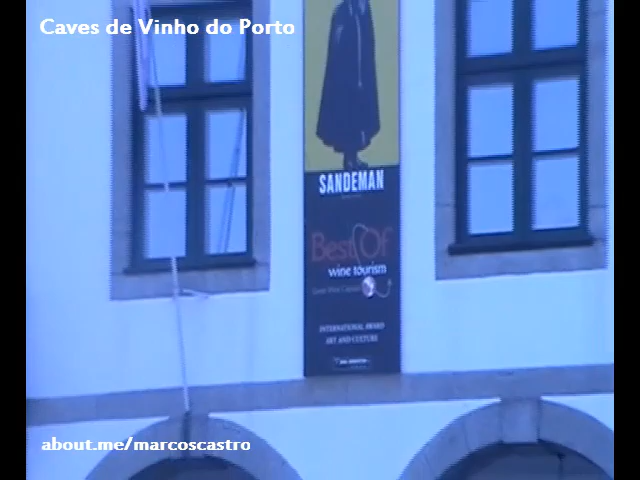 Caves de Vinho do Porto
SANDEMAN
Best Of
wine tourism
INTERNATIONAL AWARD
ART AND CULTURE
about.me/marcoscastro